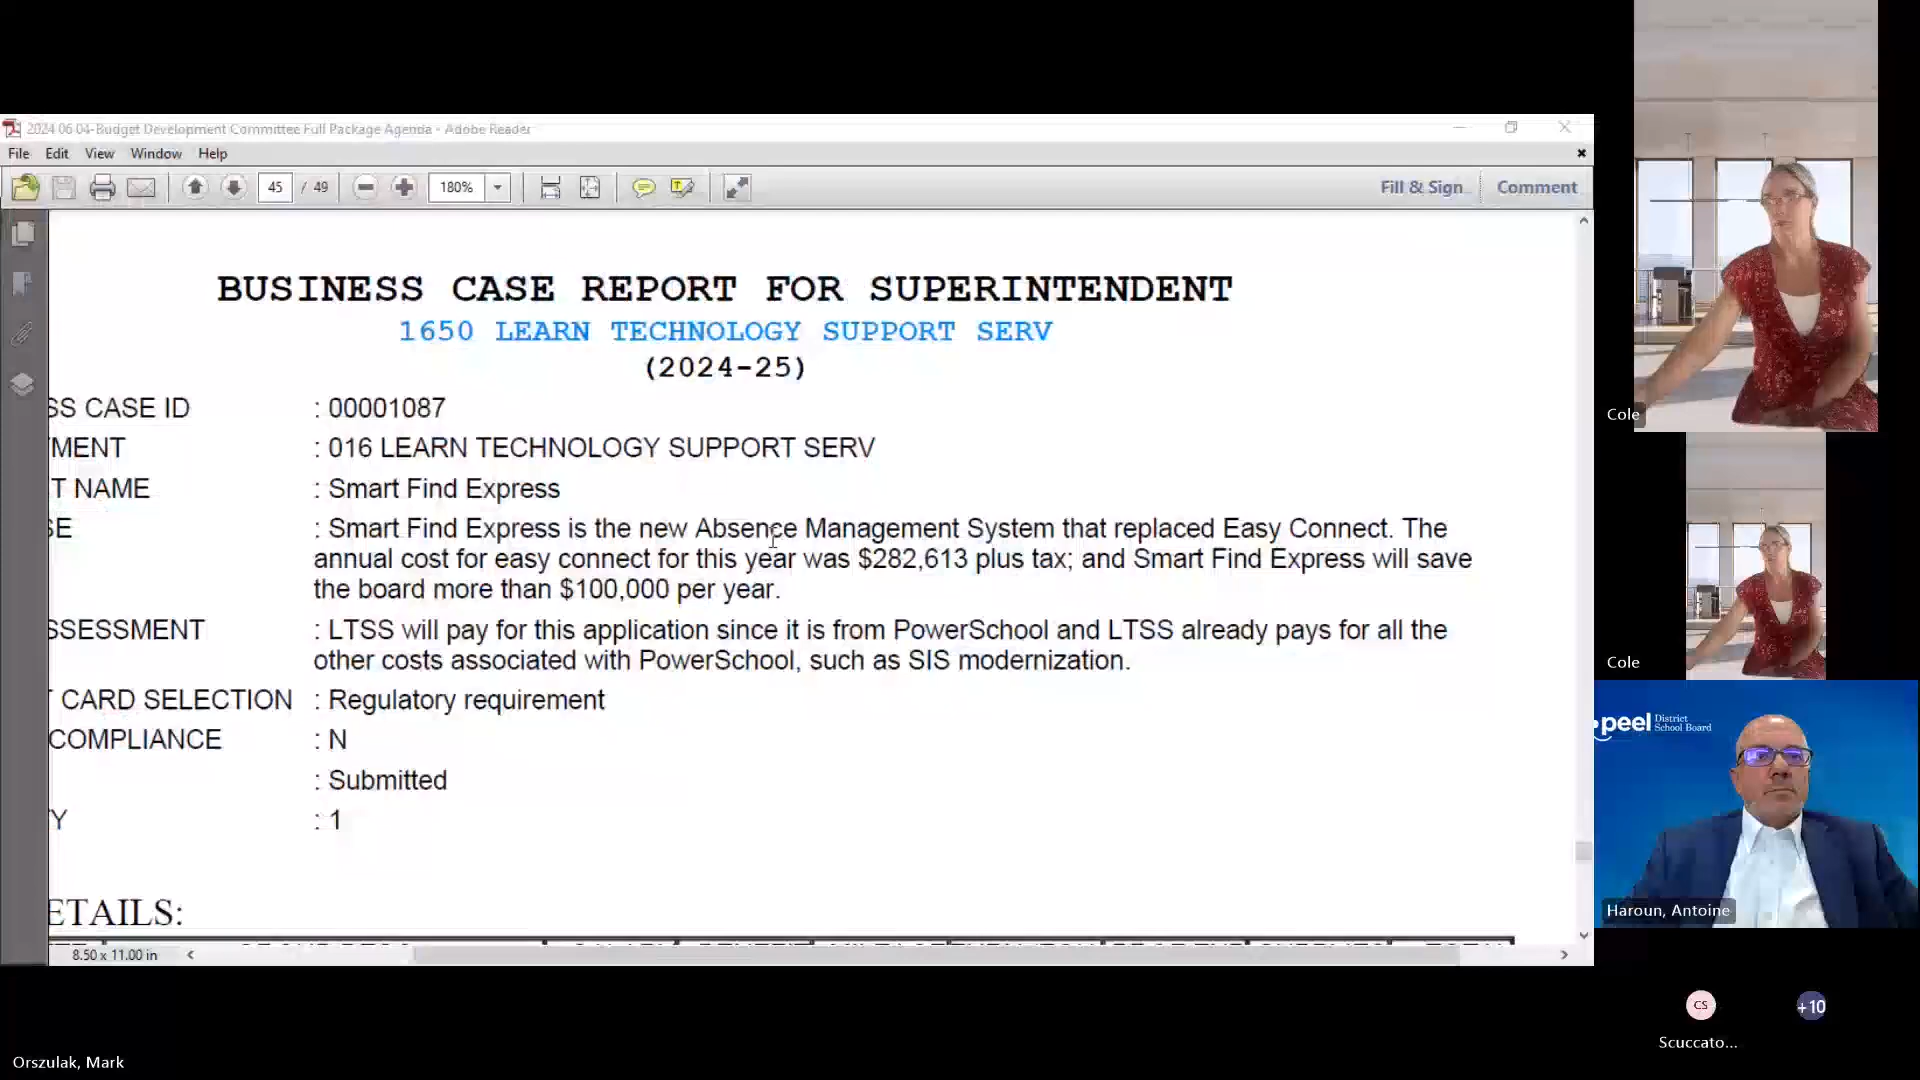 2024 06 04-Budget Development Committee Full Package Agenda - Adobe Reader
File Edit View Window Help
45 / 49 180% Fill & Sign Comment
BUSINESS CASE REPORT FOR SUPERINTENDENT
1650 LEARN TECHNOLOGY SUPPORT SERV
(2024-25)
SS CASE ID : 00001087
TMENT : 016 LEARN TECHNOLOGY SUPPORT SERV
T NAME : Smart Find Express
SE : Smart Find Express is the new Absence Management System that replaced Easy Connect. The
annual cost for easy connect for this year was $282,613 plus tax; and Smart Find Express will save
the board more than $100,000 per year.
SSESSMENT : LTSS will pay for this application since it is from PowerSchool and LTSS already pays for all the
other costs associated with PowerSchool, such as SIS modernization.
T CARD SELECTION : Regulatory requirement
COMPLIANCE : N
: Submitted
TY : 1
ETAILS:
8.50 x 11.00 in
Cole
Cole
peel District
School Board
Haroun, Antoine
CS
+10
Scuccato...
Orszulak, Mark